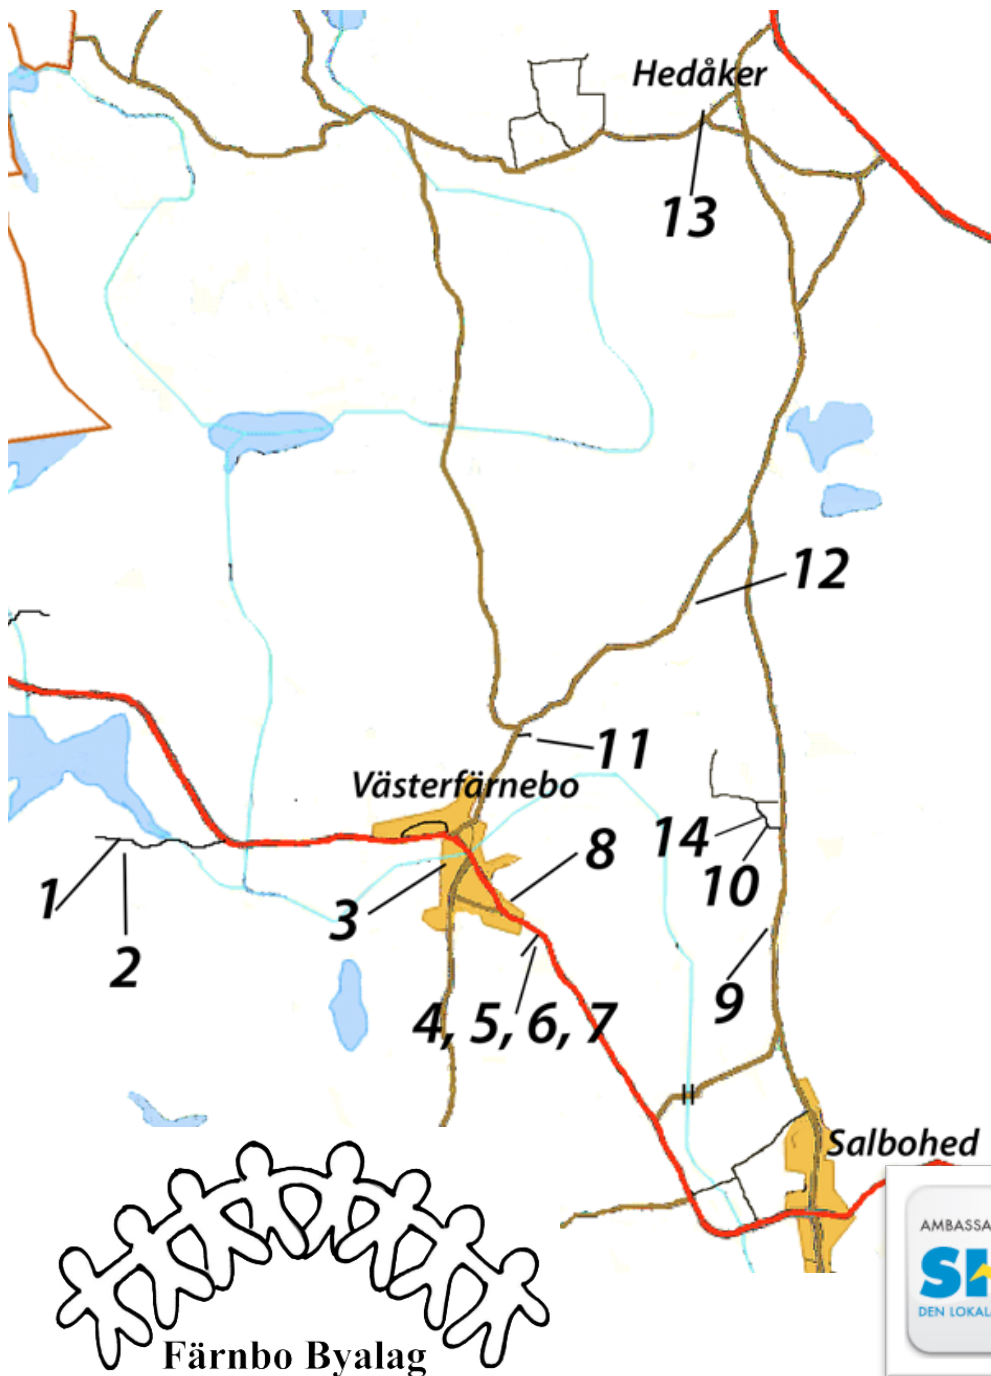 Hedåker
13
12
11
Västerfärnebo
14
8
10
1
3
2
9
4, 5, 6, 7
Salbohed
Färnbo Byalag
AMBASSA
DEN LOKAL